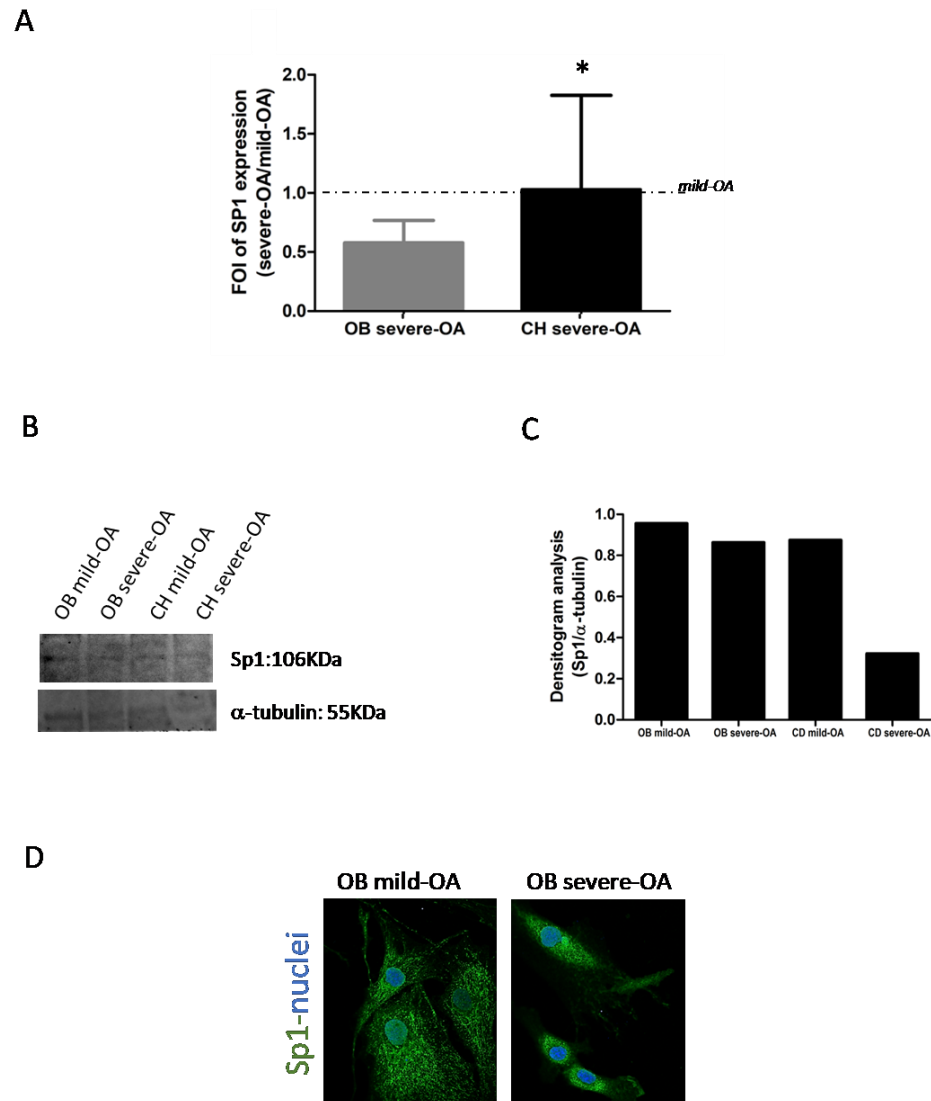 A
FOI of SP1 expression
(severe-OA/mild-OA)
2.0
1.5
1.0
0.5
0.0
*
mild-OA
OB severe-OA
CH severe-OA
B
OB mild-OA
OB severe-OA
CH mild-OA
CH severe-OA
Sp1:106KDa
α-tubulin: 55KDa
C
Densitogram analysis
(Sp1/α-tubulin)
1.0
0.8
0.6
0.4
0.2
0.0
OB mild-OA
OB severe-OA
CD mild-OA
CD severe-OA
D
OB mild-OA
OB severe-OA
Sp1-nuclei